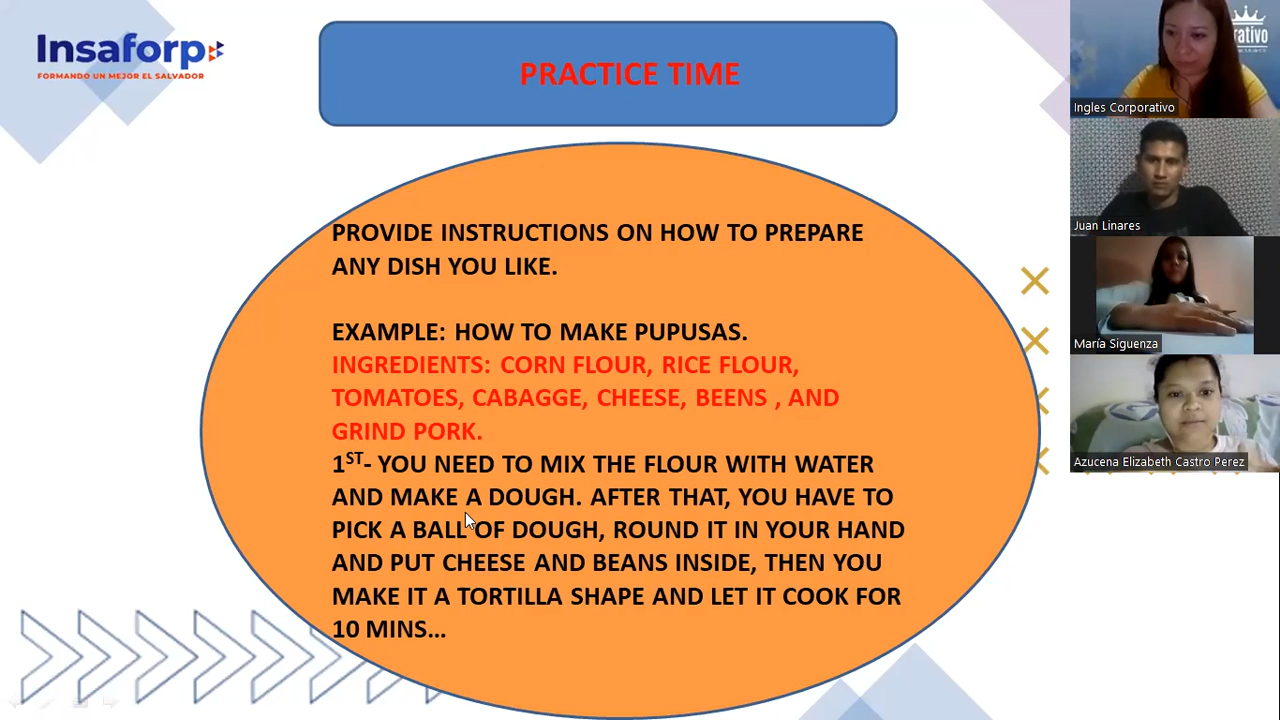 Insaforp
FORMANDO UN MEJOR EL SALVADOR
PRACTICE TIME
PROVIDE INSTRUCTIONS ON HOW TO PREPARE
ANY DISH YOU LIKE.
EXAMPLE: HOW TO MAKE PUPUSAS.
INGREDIENTS: CORN FLOUR, RICE FLOUR,
TOMATOES, CABAGGE, CHEESE, BEENS , AND
GRIND PORK.
1ST- YOU NEED TO MIX THE FLOUR WITH WATER
AND MAKE A DOUGH. AFTER THAT, YOU HAVE TO
PICK A BALL OF DOUGH, ROUND IT IN YOUR HAND
AND PUT CHEESE AND BEANS INSIDE, THEN YOU
MAKE IT A TORTILLA SHAPE AND LET IT COOK FOR
10 MINS...
rativo
Ingles Corporativo
Juan Linares
María Siguenza
Azucena Elizabeth Castro Perez